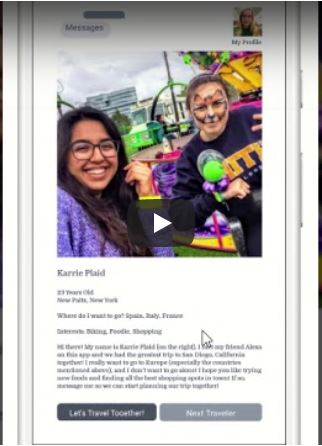 Messages
My Profile
Karrie Plaid
23 Years Old
New Paltz, New York
Where do I want to go? Spain, Italy, France
Interests: Biking, Foodie, Shopping
Hi there! My name is Karrie Plaid (on the right). I met my friend Alexa
on this app and we had the greatest trip to San Diego, California
together! I really want to go to Europe (especially the countries
mentioned above), and I don't want to go alone! I hope you like trying
new foods and finding all the best shopping spots in town! If so,
message me so we can start planning our trip together!
Let's Travel Together!
Next Traveler